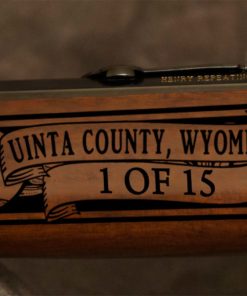 HENRY REPEATIN
UINTA COUNTY, WYOM
1 OF 15